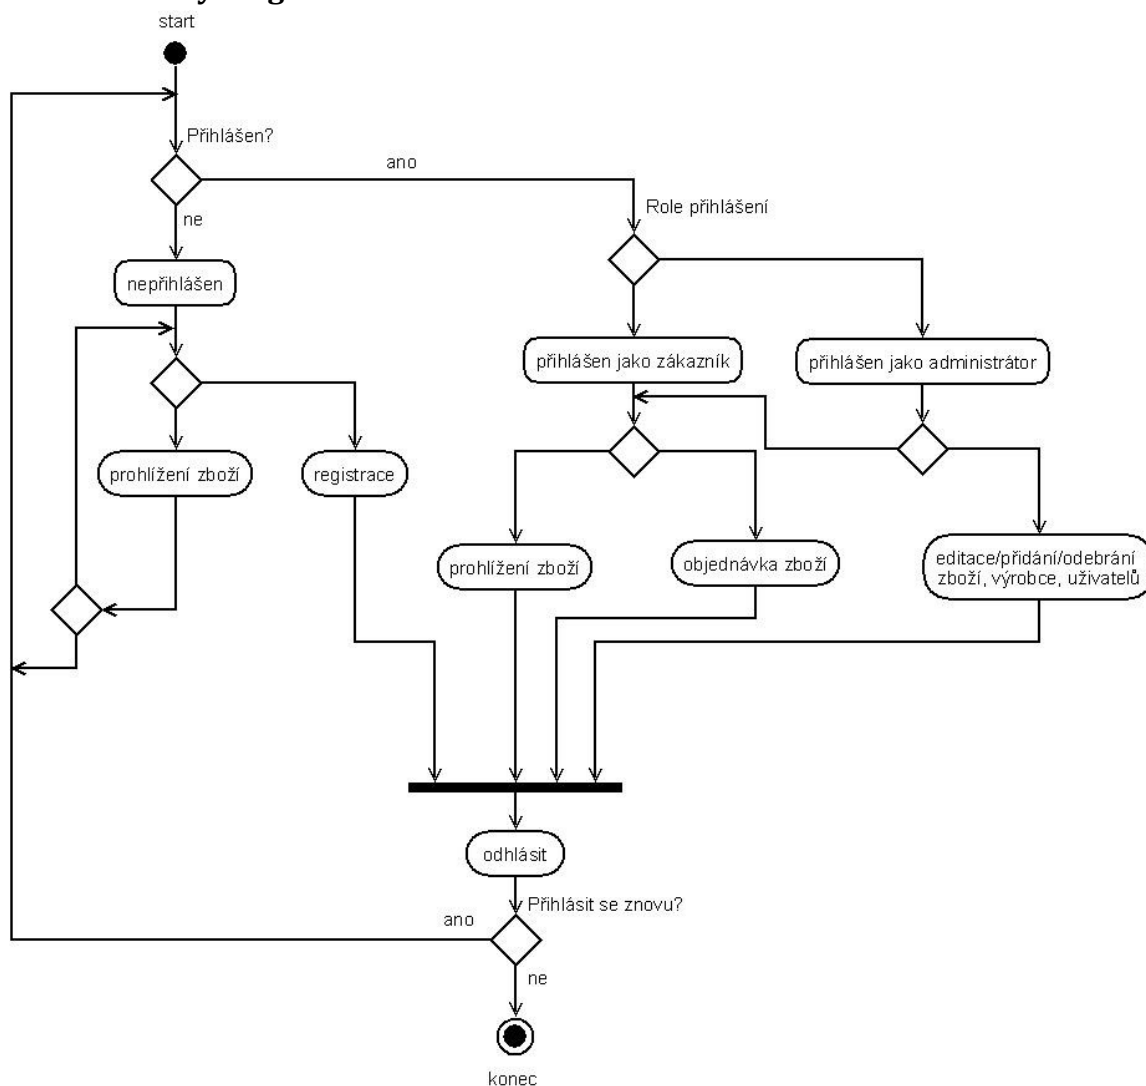 start
Přihlášen?
ano
ne
Role přihlášení
nepřihlášen
přihlášen jako zákazník
přihlášen jako administrátor
prohlížení zboží
registrace
prohlížení zboží
objednávka zboží
editace/přidání/odebrání
zboží, výrobce, uživatelů
odhlásit
Přihlásit se znovu?
ano
ne
konec